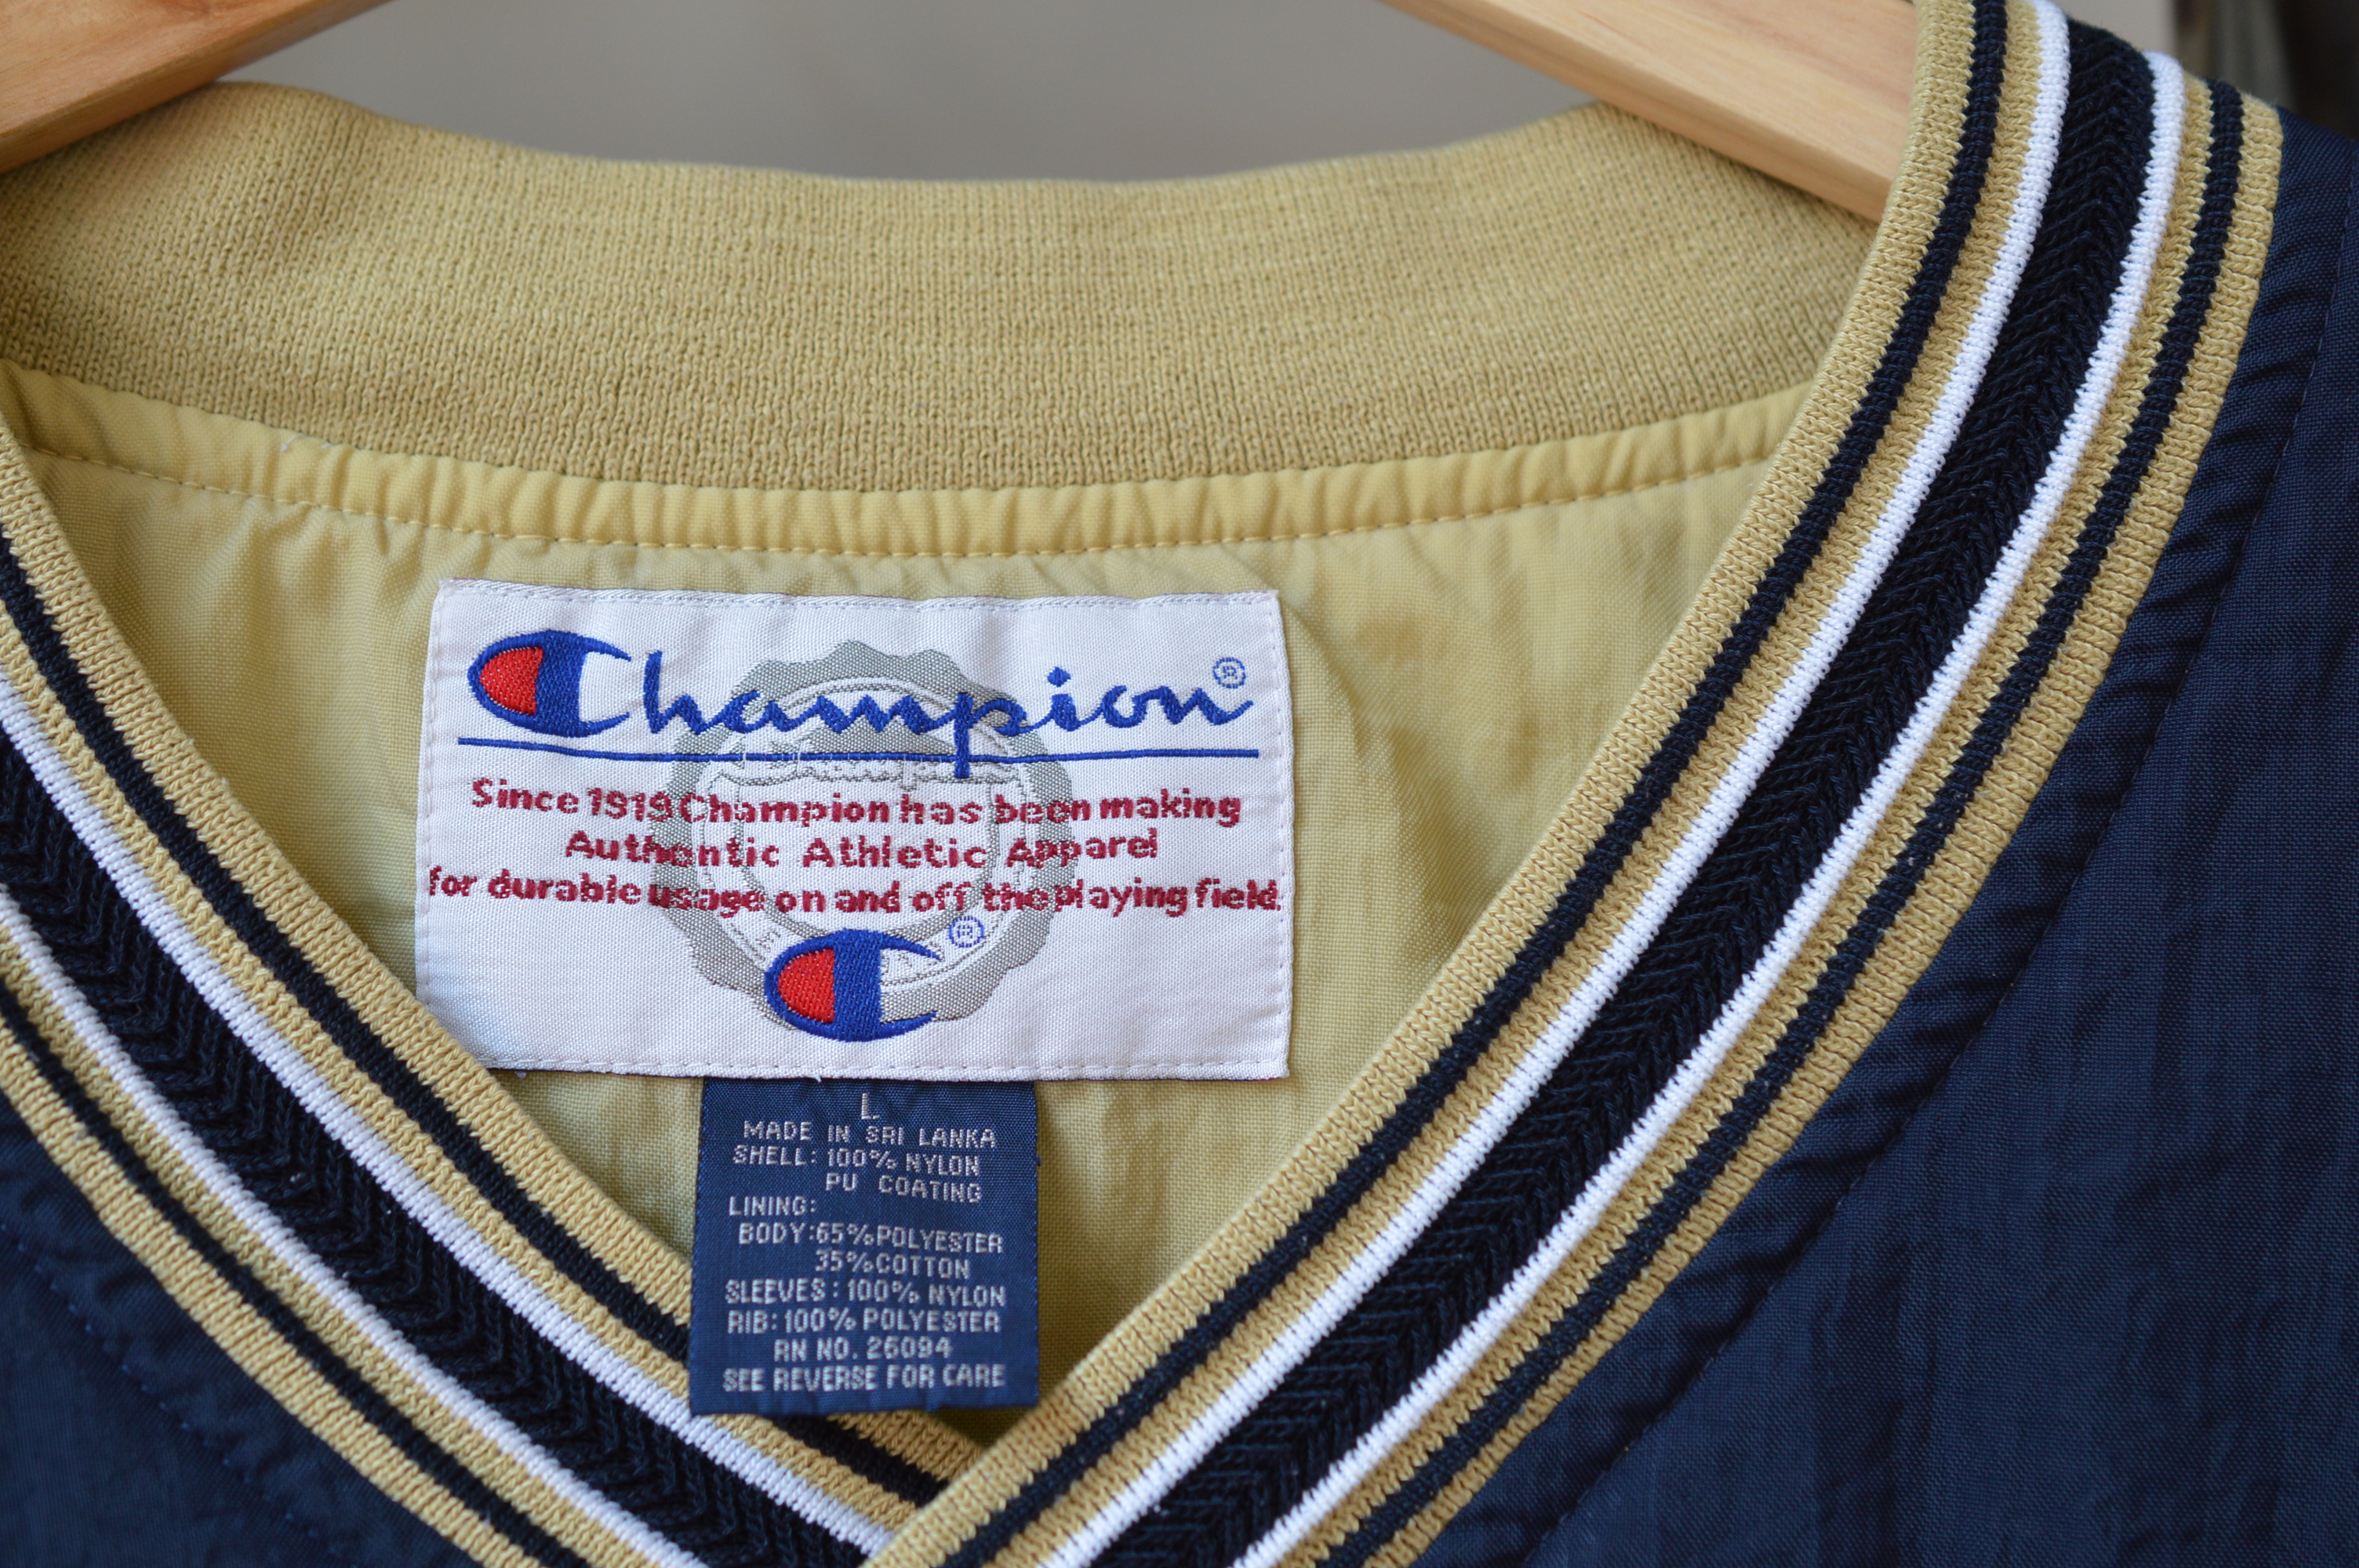 Champion®
Since 1919 Champion has been making
Authentic Athletic Apparel
for durable usage on and off the playing field.
®
L
MADE IN SRI LANKA
SHELL: 100% NYLON
PU COATING
LINING:
BODY: 65% POLYESTER
35% COTTON
SLEEVES: 100% NYLON
RIB: 100% POLYESTER
RN NO. 26094
SEE REVERSE FOR CARE